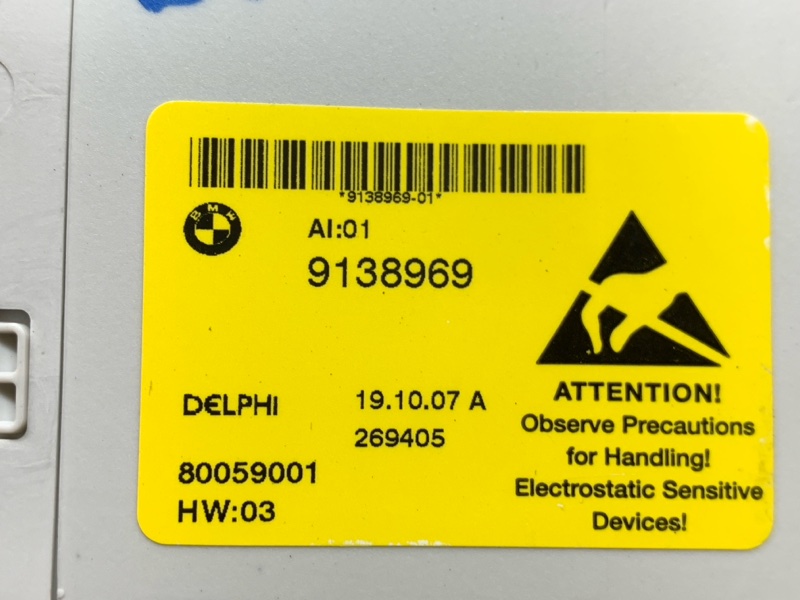 *9138969-01*
BMW
AI:01
9138969
DELPHI
19.10.07 A
269405
80059001
HW:03
ATTENTION!
Observe Precautions
for Handling!
Electrostatic Sensitive
Devices!